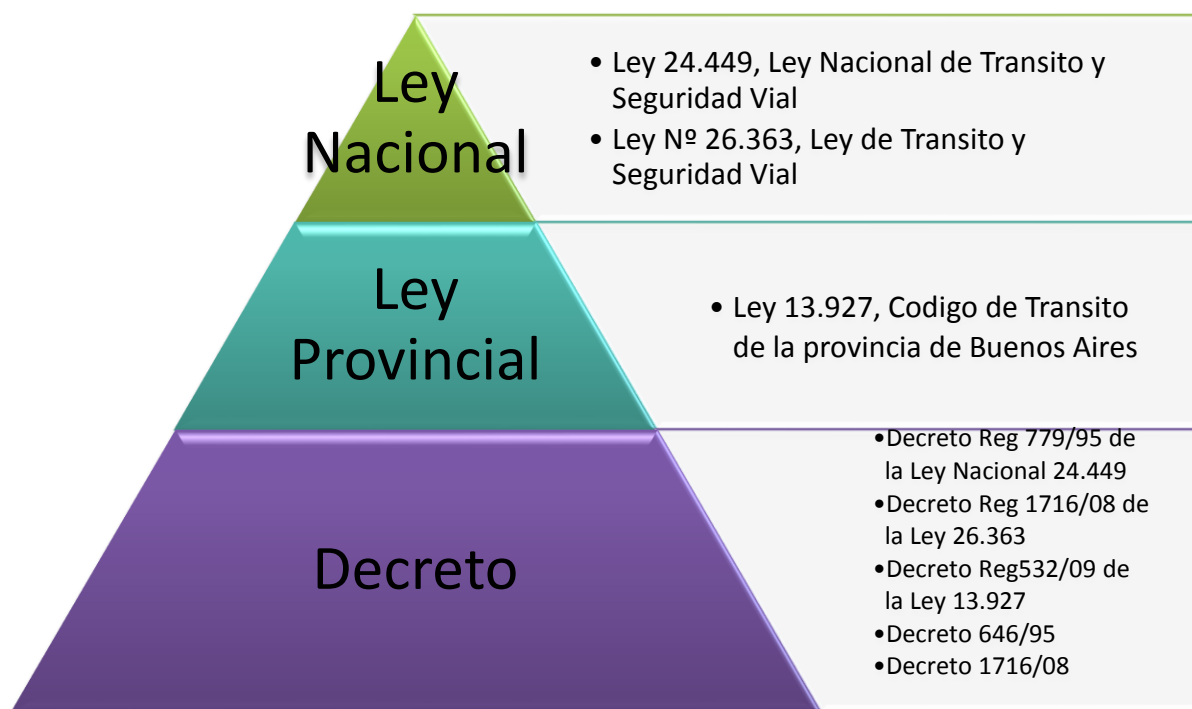 Ley
Nacional
• Ley 24.449, Ley Nacional de Transito y
Seguridad Vial
• Ley Nº 26.363, Ley de Transito y
Seguridad Vial
Ley
Provincial
• Ley 13.927, Codigo de Transito
de la provincia de Buenos Aires
Decreto
•Decreto Reg 779/95 de
la Ley Nacional 24.449
•Decreto Reg 1716/08 de
la Ley 26.363
•Decreto Reg532/09 de
la Ley 13.927
•Decreto 646/95
•Decreto 1716/08